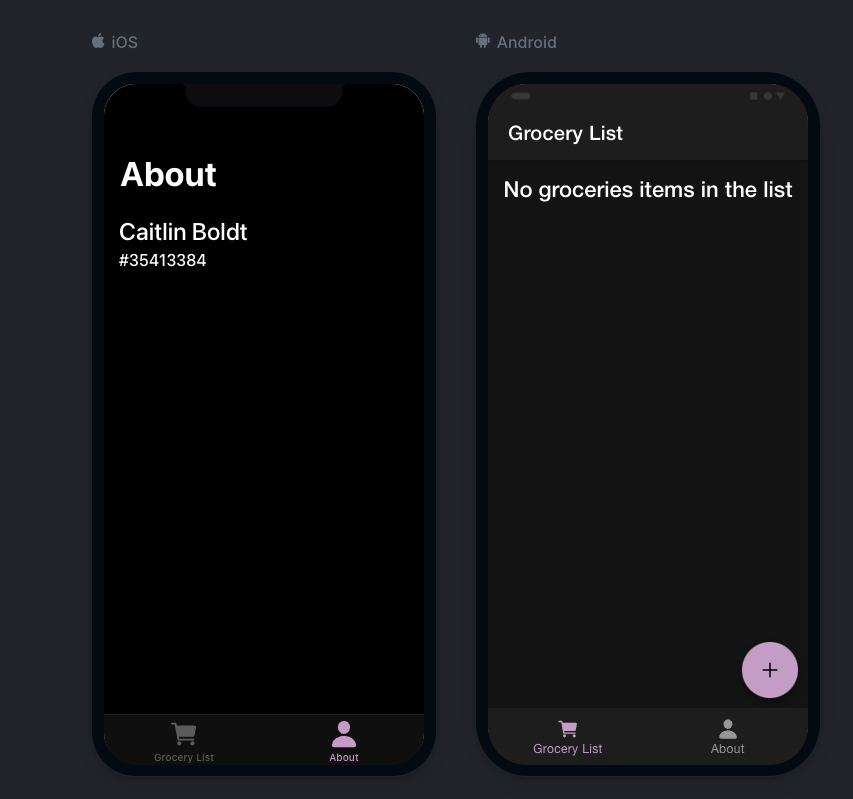 iOS
About
Caitlin Boldt
#35413384
Grocery List
About
Android
Grocery List
No groceries items in the list
Grocery List
About